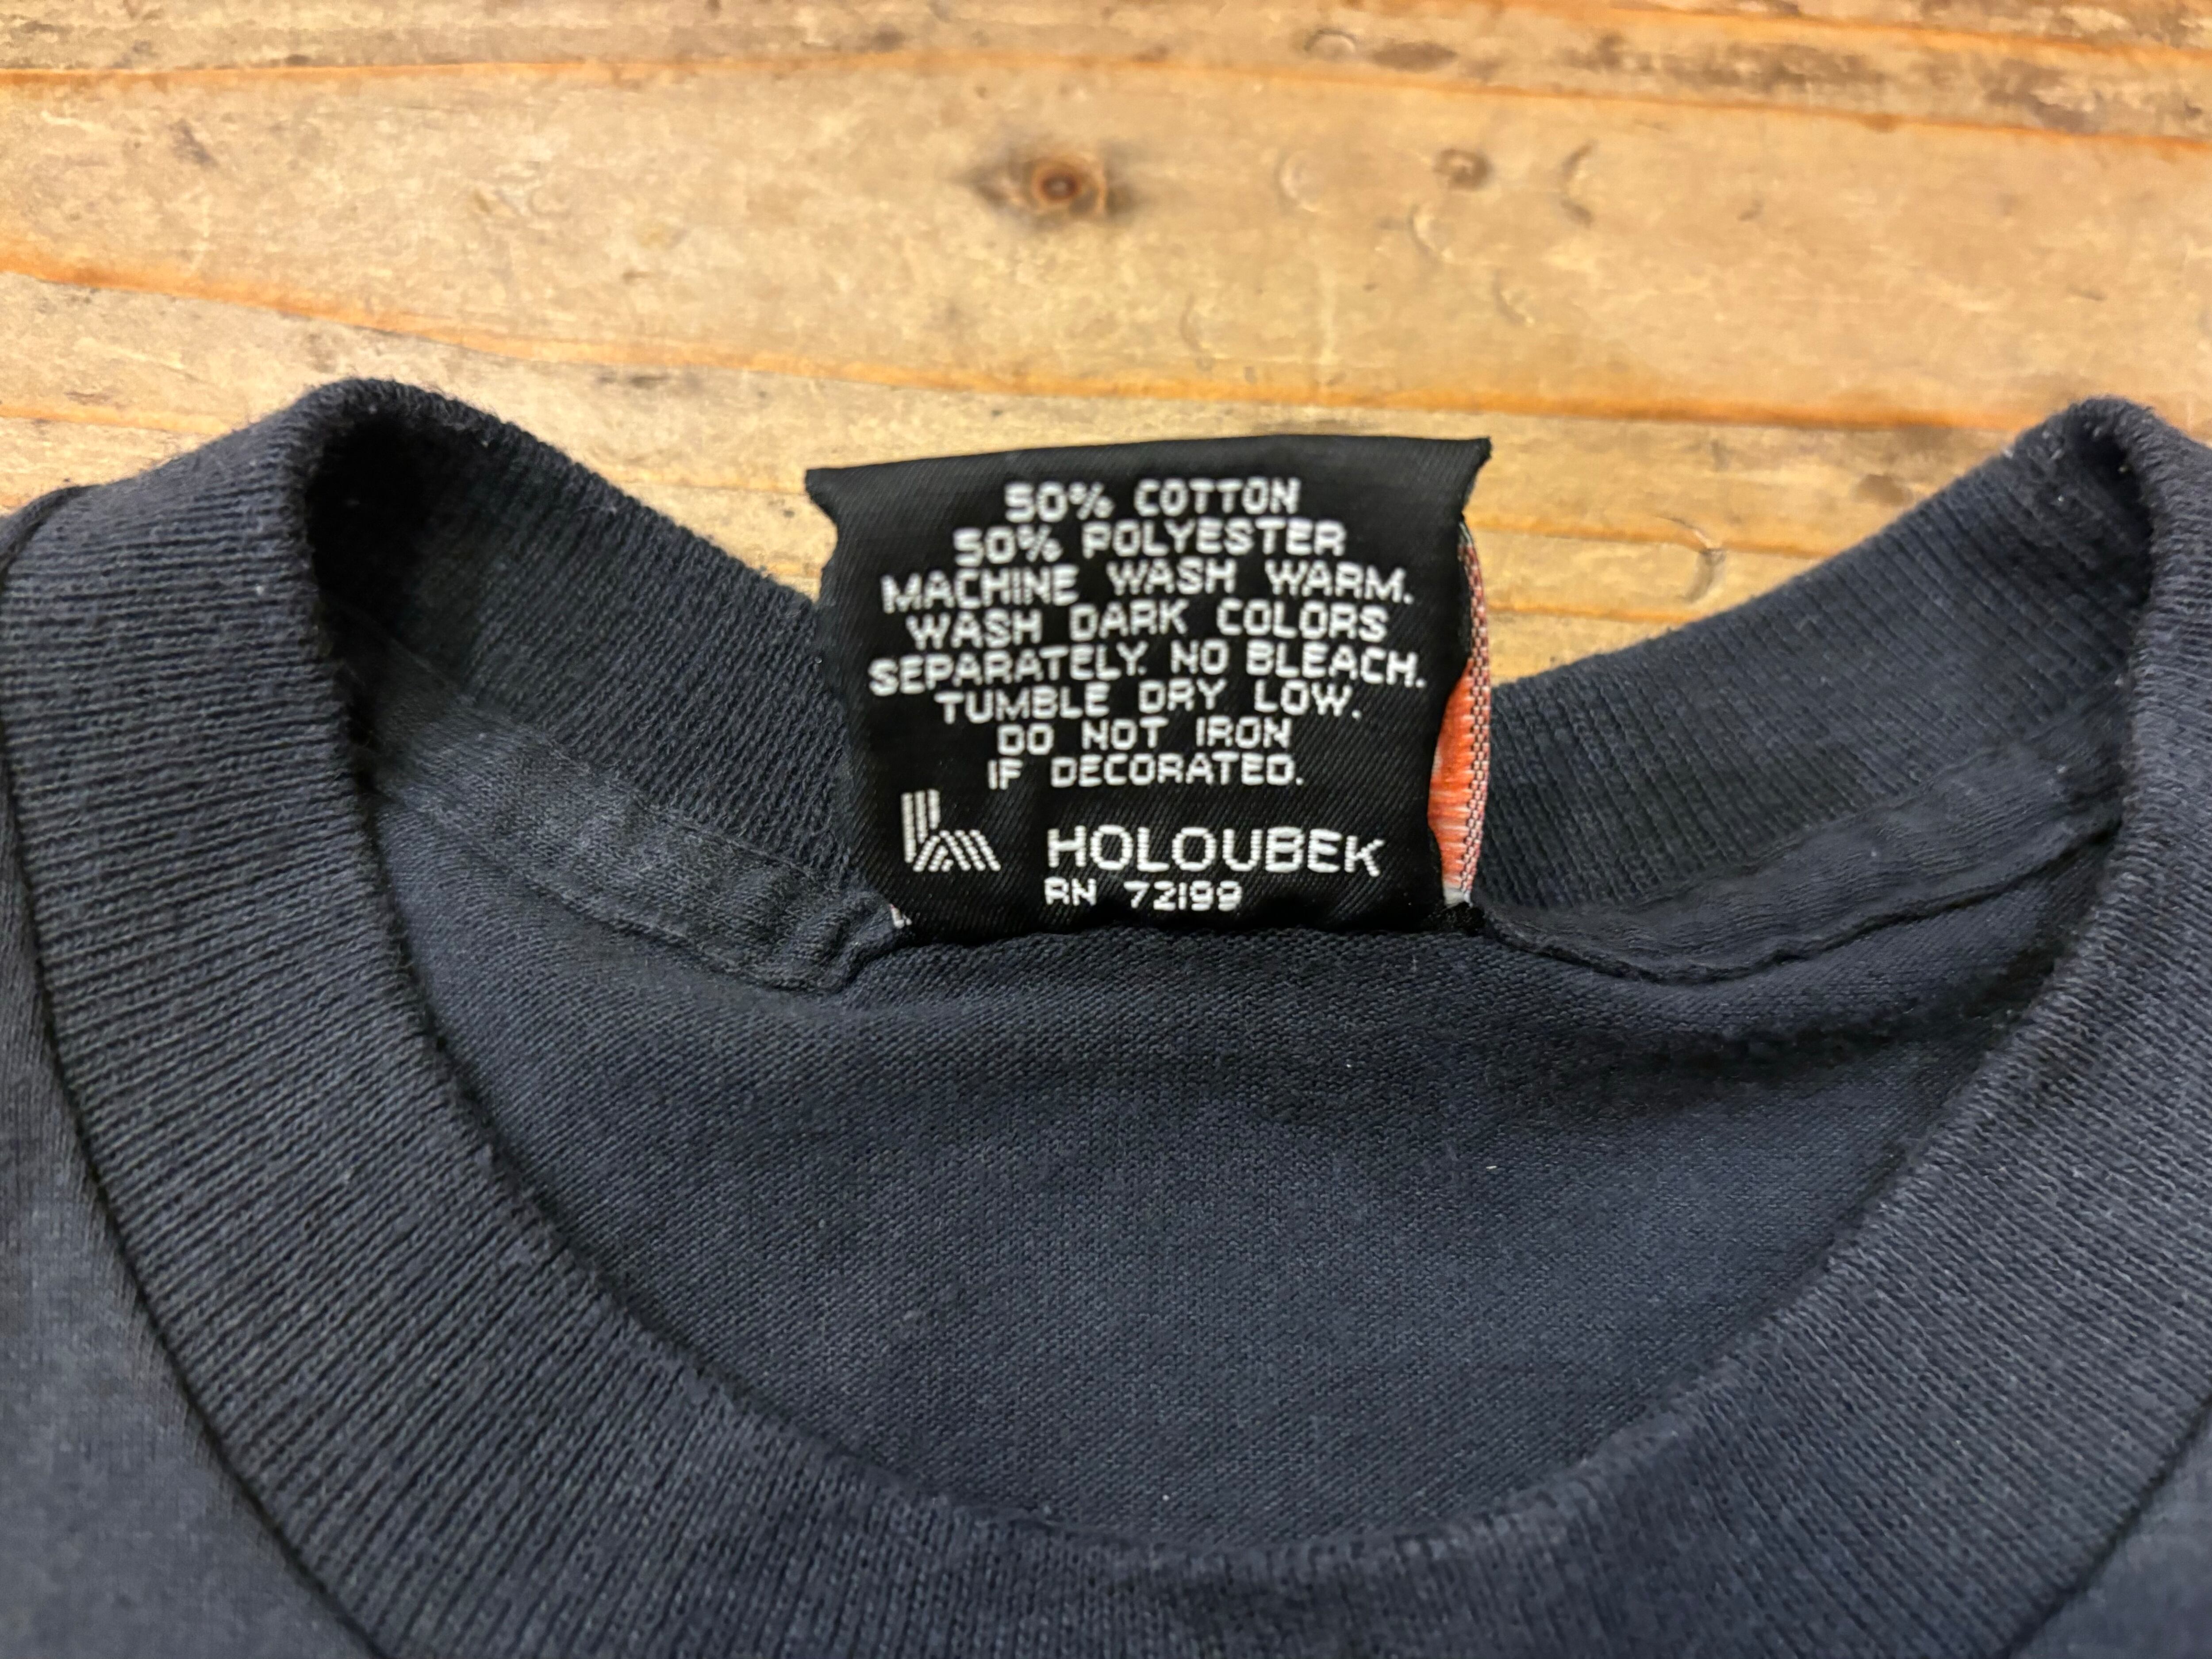 50% COTTON
50% POLYESTER
MACHINE WASH WARM.
WASH DARK COLORS
SEPARATELY. NO BLEACH.
TUMBLE DRY LOW.
DO NOT IRON
IF DECORATED.
HOLOUBEK
RN 72199